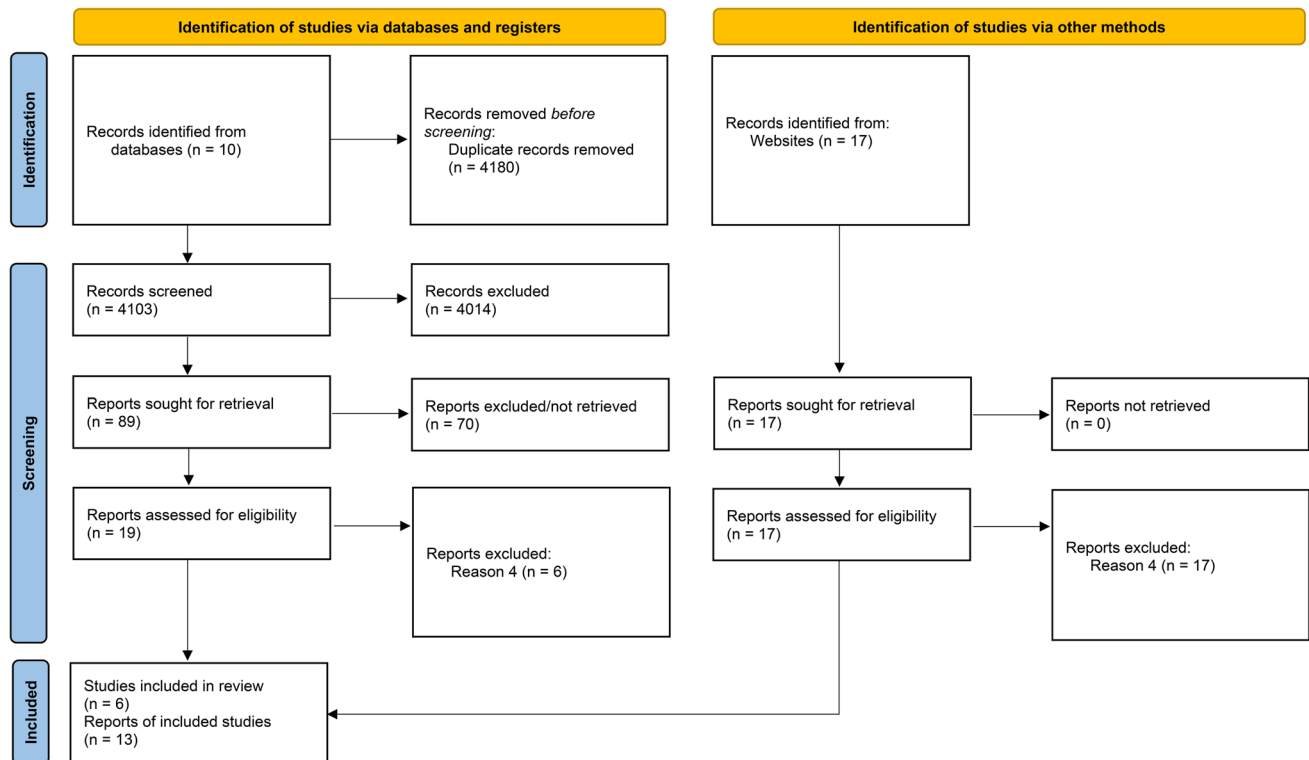 Identification of studies via databases and registers
Identification of studies via other methods
Identification
Records identified from
databases (n = 10)
Records removed before
screening:
Duplicate records removed
(n = 4180)
Records identified from:
Websites (n = 17)
Screening
Records screened
(n = 4103)
Records excluded
(n = 4014)
Reports sought for retrieval
(n = 89)
Reports excluded/not retrieved
(n = 70)
Reports sought for retrieval
(n = 17)
Reports not retrieved
(n = 0)
Reports assessed for eligibility
(n = 19)
Reports excluded:
Reason 4 (n = 6)
Reports assessed for eligibility
(n = 17)
Reports excluded:
Reason 4 (n = 17)
Included
Studies included in review
(n = 6)
Reports of included studies
(n = 13)